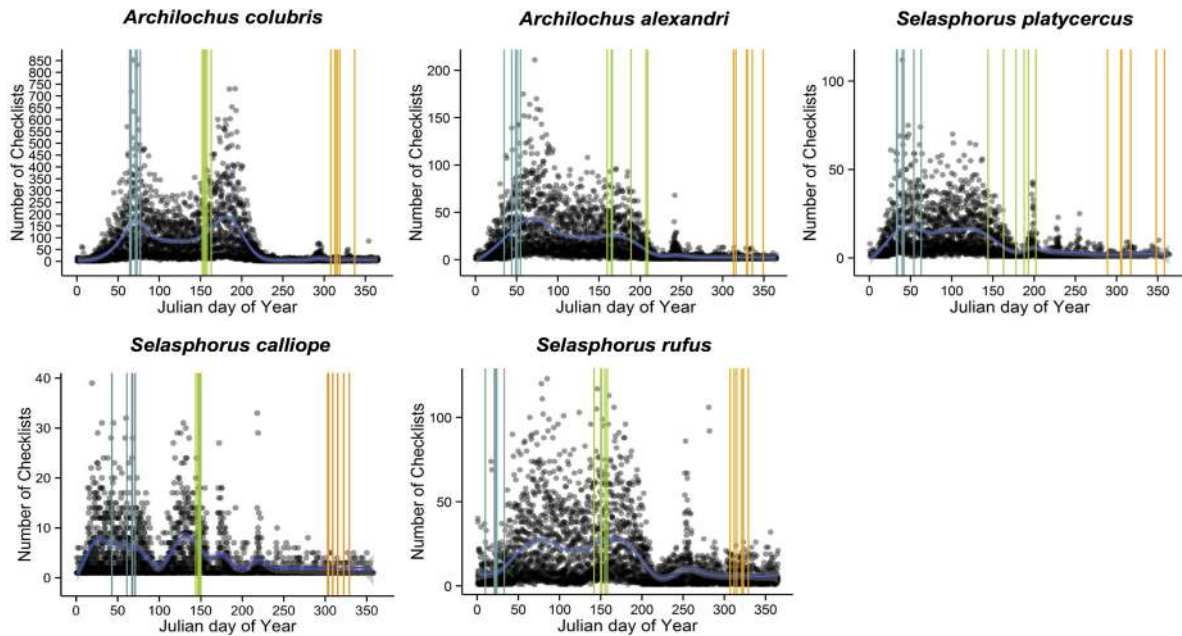 Archilochus colubris
Archilochus alexandri
Selasphorus platycercus
Number of Checklists
850
800
750
700
650
600
550
500
450
400
350
300
250
200
150
100
50
0
0 50 100 150 200 250 300 350
Julian day of Year
Number of Checklists
200
150
100
50
0
0 50 100 150 200 250 300 350
Julian day of Year
Number of Checklists
100
50
0
0 50 100 150 200 250 300 350
Julian day of Year
Selasphorus calliope
Selasphorus rufus
Number of Checklists
40
30
20
10
0
0 50 100 150 200 250 300 350
Julian day of Year
Number of Checklists
100
50
0
0 50 100 150 200 250 300 350
Julian day of Year